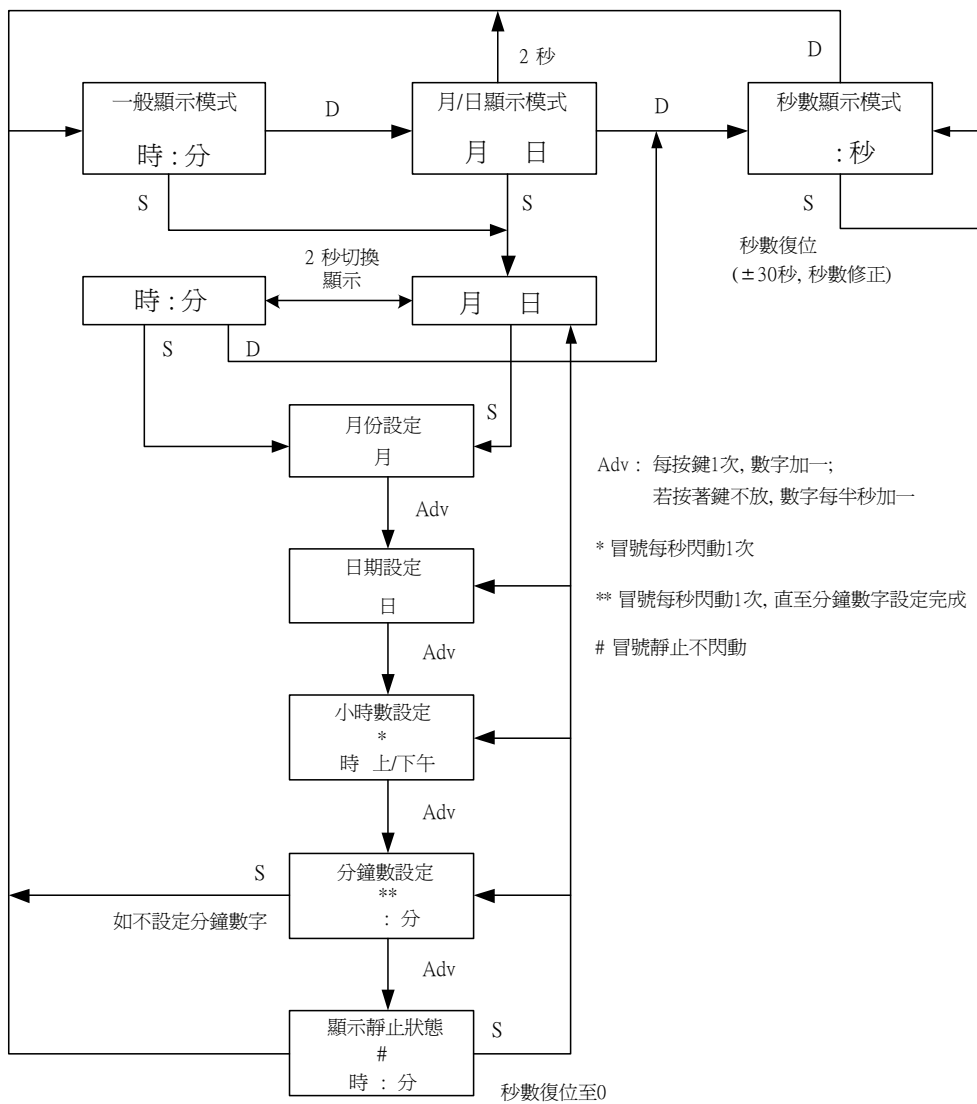 2 秒
D
一般顯示模式
時 : 分
D
月/日顯示模式
月 日
D
秒數顯示模式
: 秒
S
S
S
秒數復位
(±30秒, 秒數修正)
2 秒切換
顯示
時 : 分
月 日
S
D
S
月份設定
月
Adv : 每按鍵1次, 數字加一;
若按著鍵不放, 數字每半秒加一
Adv
* 冒號每秒閃動1次
日期設定
日
** 冒號每秒閃動1次, 直至分鐘數字設定完成
Adv
# 冒號靜止不閃動
小時數設定
*
時 上/下午
Adv
S
如不設定分鐘數字
分鐘數設定
**
: 分
Adv
顯示靜止狀態
#
時 : 分
S
秒數復位至0